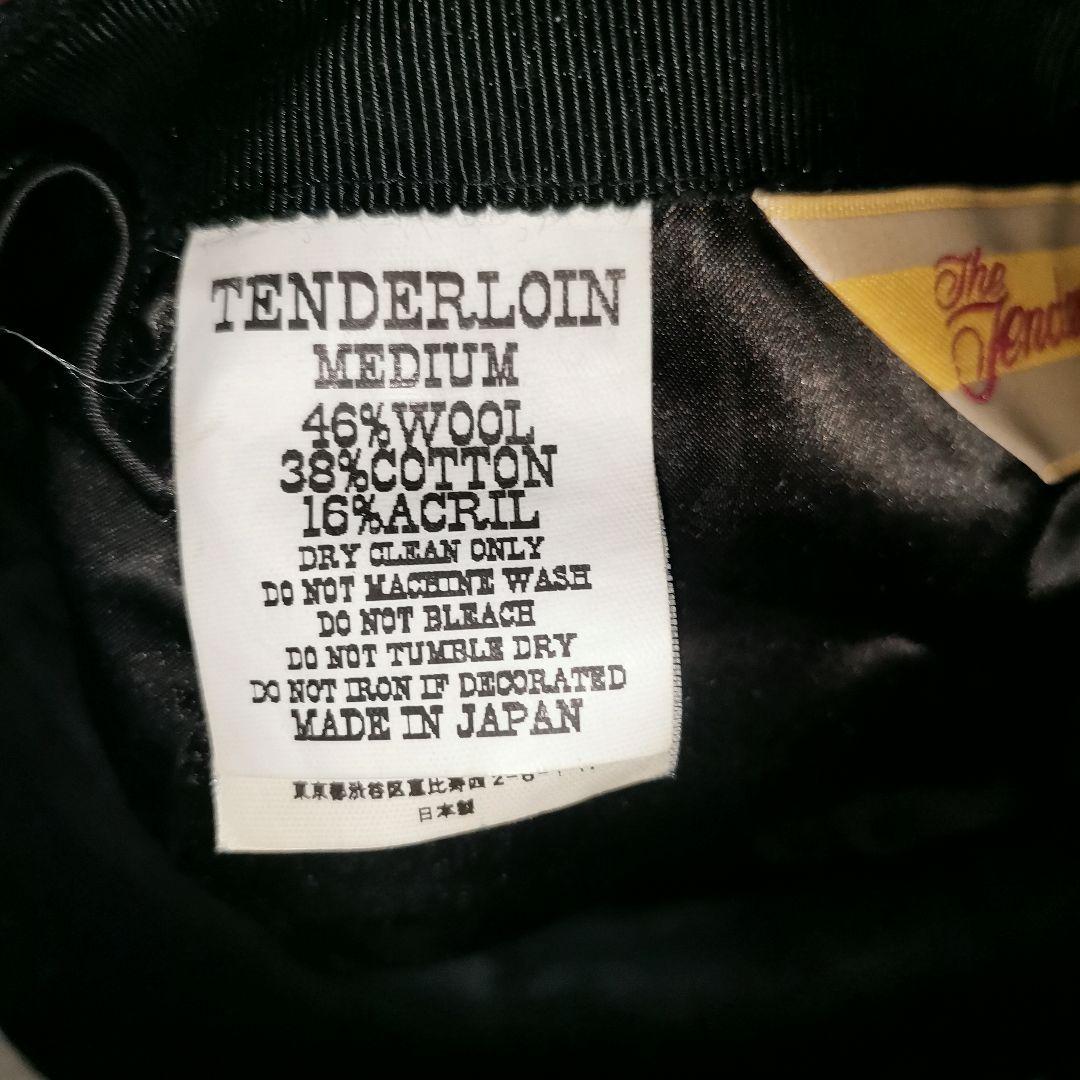 TENDERLOIN
MEDIUM
46%WOOL
38%COTTON
16%ACRIL
DRY CLEAN ONLY
DO NOT MACHINE WASH
DO NOT BLEACH
DO NOT TUMBLE DRY
DO NOT IRON IF DECORATED
MADE IN JAPAN
東京都渋谷区恵比寿西
日本製
The